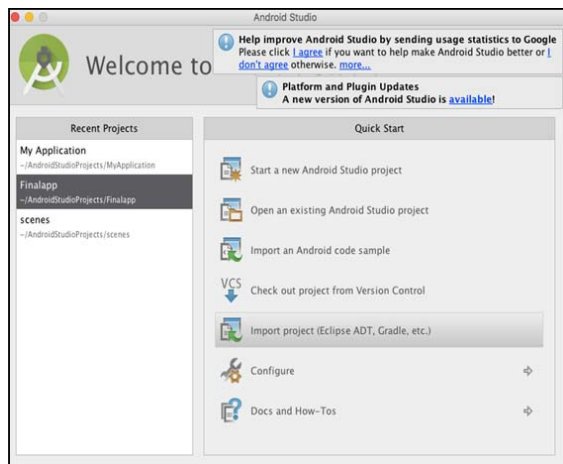 Android Studio
Help improve Android Studio by sending usage statistics to Google
Please click I agree if you want to help make Android Studio better or I
don't agree otherwise. more...
Welcome to
Platform and Plugin Updates
A new version of Android Studio is available!
Recent Projects
My Application
~/AndroidStudioProjects/MyApplication
Finalapp
~/AndroidStudioProjects/Finalapp
scenes
~/AndroidStudioProjects/scenes
Quick Start
Start a new Android Studio project
Open an existing Android Studio project
Import an Android code sample
VCS
Check out project from Version Control
Import project (Eclipse ADT, Gradle, etc.)
Configure
Docs and How-Tos